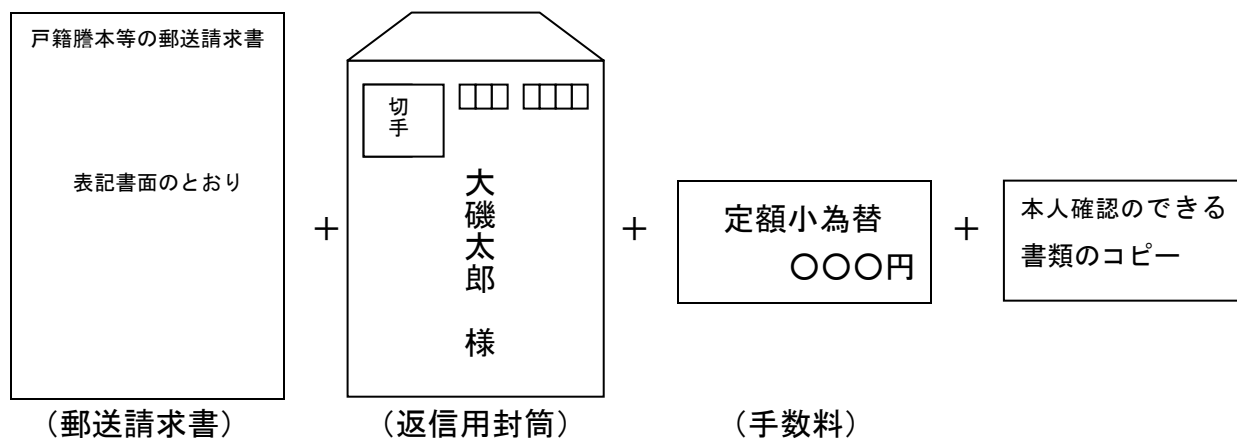 戸籍謄本等の郵送請求書
表記書面のとおり
＋
切手
大磯太郎　様
＋
定額小為替
〇〇〇円
＋
本人確認のできる
書類のコピー
（郵送請求書）
（返信用封筒）
（手数料）